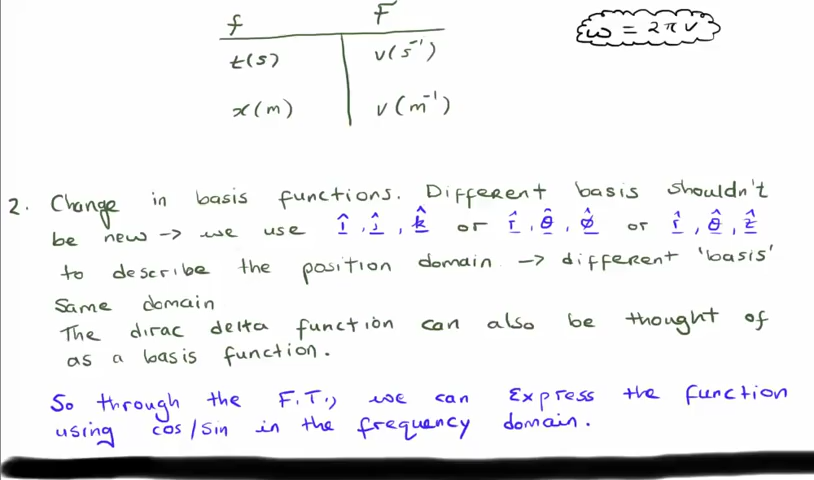 f F
t(s) ν(s⁻¹)
x(m) ν(m⁻¹)
ω = 2πν
2. Change in basis functions. Different basis shouldn't
be new -> we use î, ĵ, k̂ or r̂, θ̂, φ̂ or r̂, θ̂, ẑ
to describe the position domain -> different 'basis'
same domain
The dirac delta function can also be thought of
as a basis function.
So through the F.T., we can express the function
using cos/sin in the frequency domain.